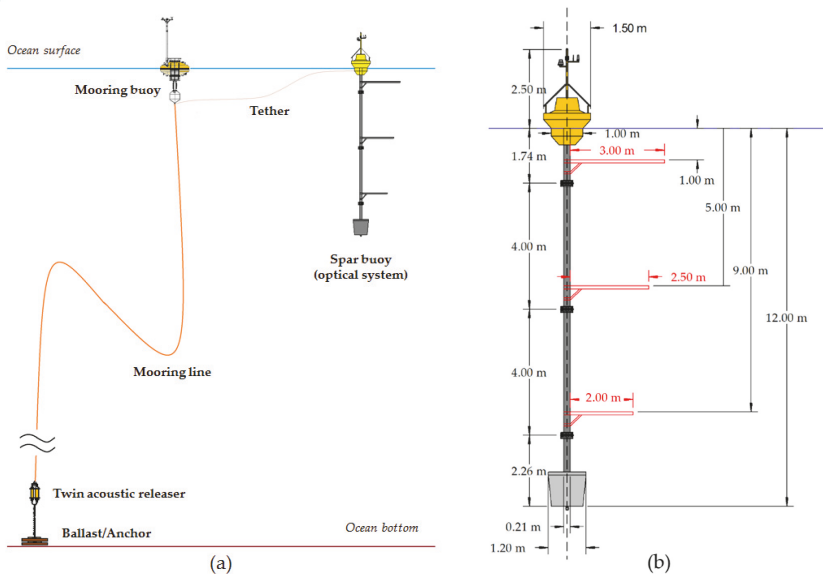 Ocean surface
Mooring buoy
Tether
Spar buoy
(optical system)
Mooring line
Twin acoustic releaser
Ballast/Anchor
Ocean bottom
(a)
1.50 m
2.50 m
1.00 m
1.74 m
3.00 m
1.00 m
5.00 m
4.00 m
2.50 m
9.00 m
12.00 m
4.00 m
2.00 m
2.26 m
0.21 m
1.20 m
(b)